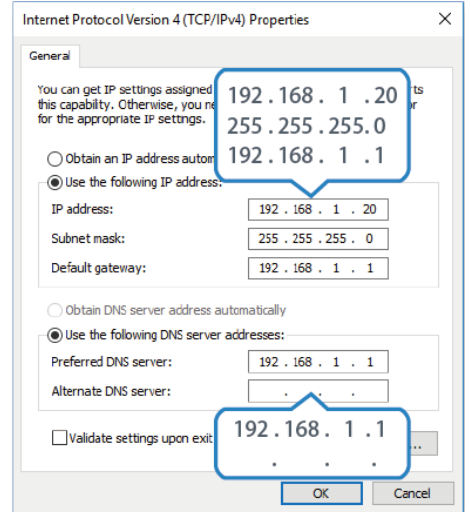 Internet Protocol Version 4 (TCP/IPv4) Properties
General
You can get IP settings assigned
this capability. Otherwise, you
for the appropriate IP settings.
192.168. 1 .20
255.255.255.0
192.168. 1 .1
Obtain an IP address
Use the following IP address:
IP address: 192 . 168 . 1 . 20
Subnet mask: 255 . 255 . 255 . 0
Default gateway: 192 . 168 . 1 . 1
Obtain DNS server address automatically
Use the following DNS server addresses:
Preferred DNS server: 192 . 168 . 1 . 1
Alternate DNS server: . . .
192.168. 1 .1
. . .
Validate settings upon exit
...
OK Cancel